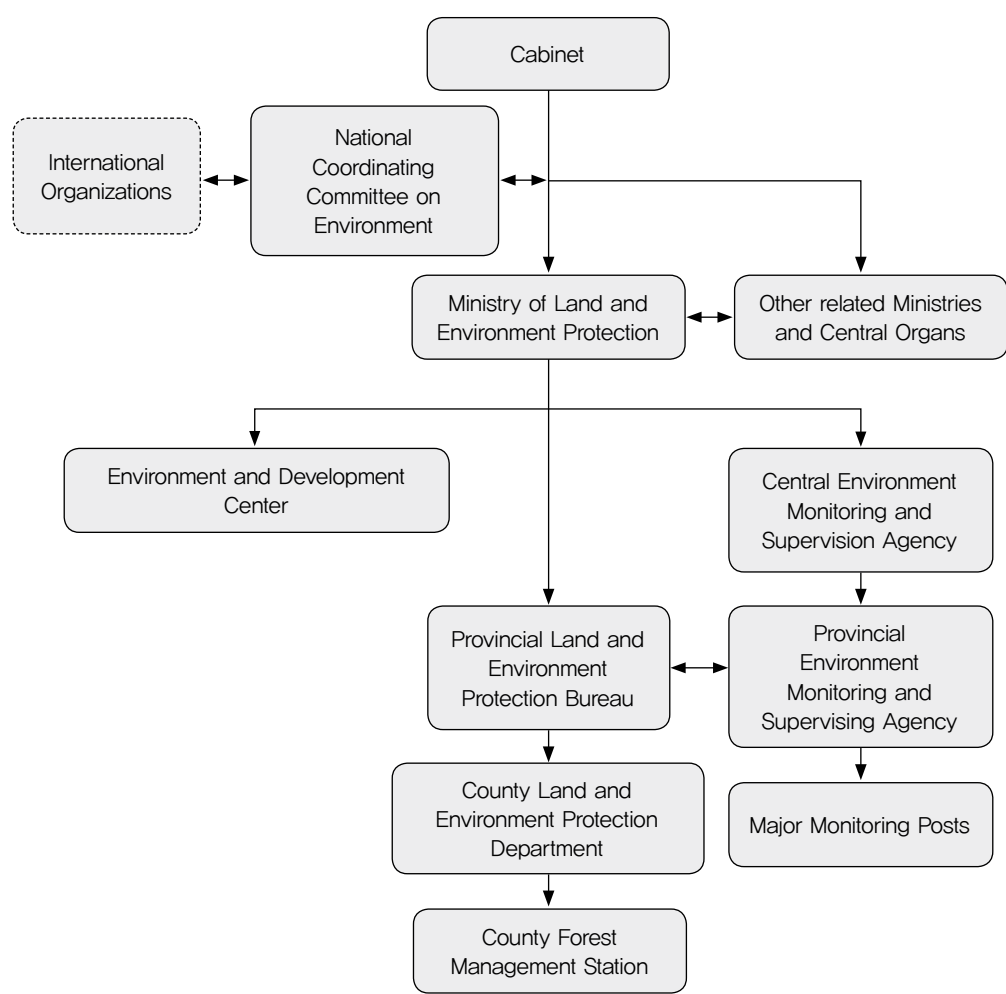 Cabinet
International
Organizations
National
Coordinating
Committee on
Environment
Ministry of Land and
Environment Protection
Other related Ministries
and Central Organs
Environment and Development
Center
Central Environment
Monitoring and
Supervision Agency
Provincial Land and
Environment
Protection Bureau
Provincial
Environment
Monitoring and
Supervising Agency
County Land and
Environment Protection
Department
Major Monitoring Posts
County Forest
Management Station